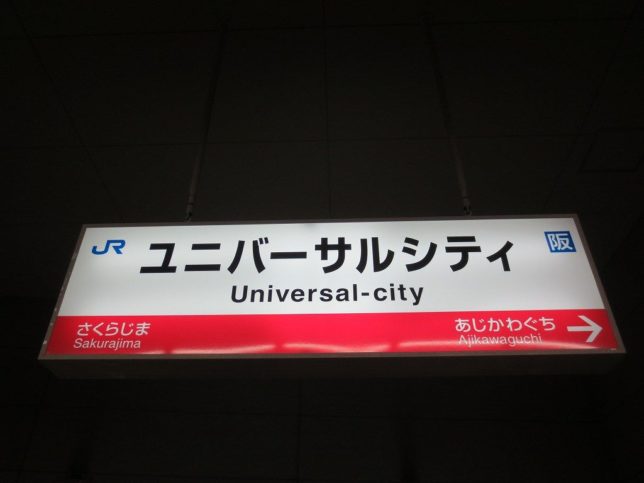 JR ユニバーサルシティ 阪
Universal-city
さくらじま あじかわぐち
Sakurajima Ajikawaguchi